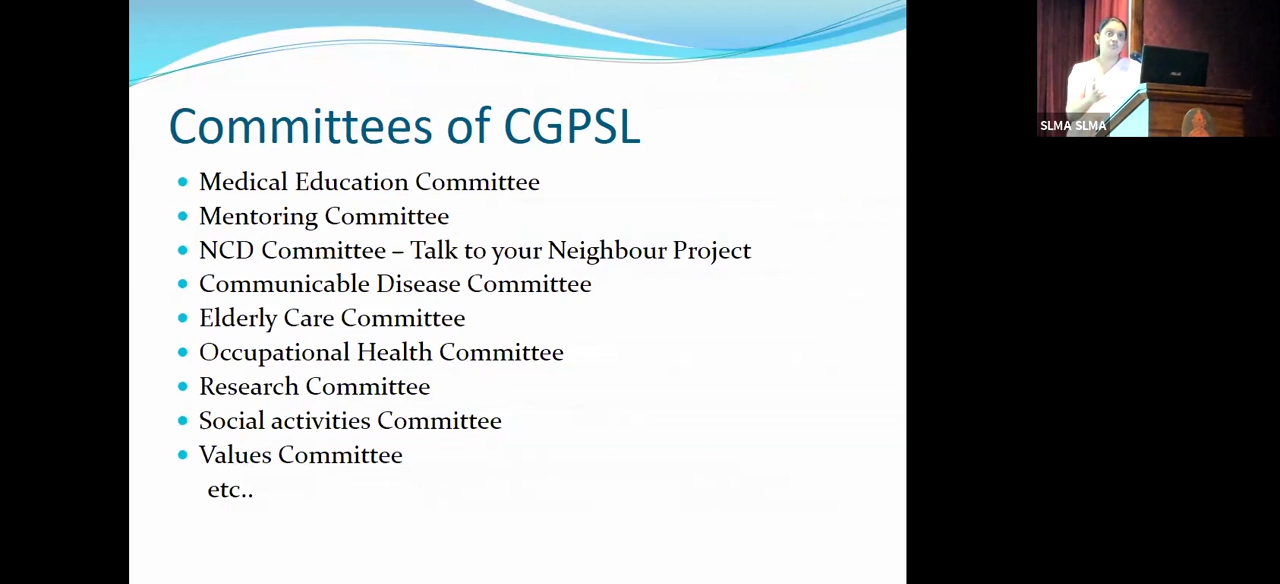 Committees of CGPSL
Medical Education Committee
Mentoring Committee
NCD Committee – Talk to your Neighbour Project
Communicable Disease Committee
Elderly Care Committee
Occupational Health Committee
Research Committee
Social activities Committee
Values Committee
etc..
SLMA SLMA